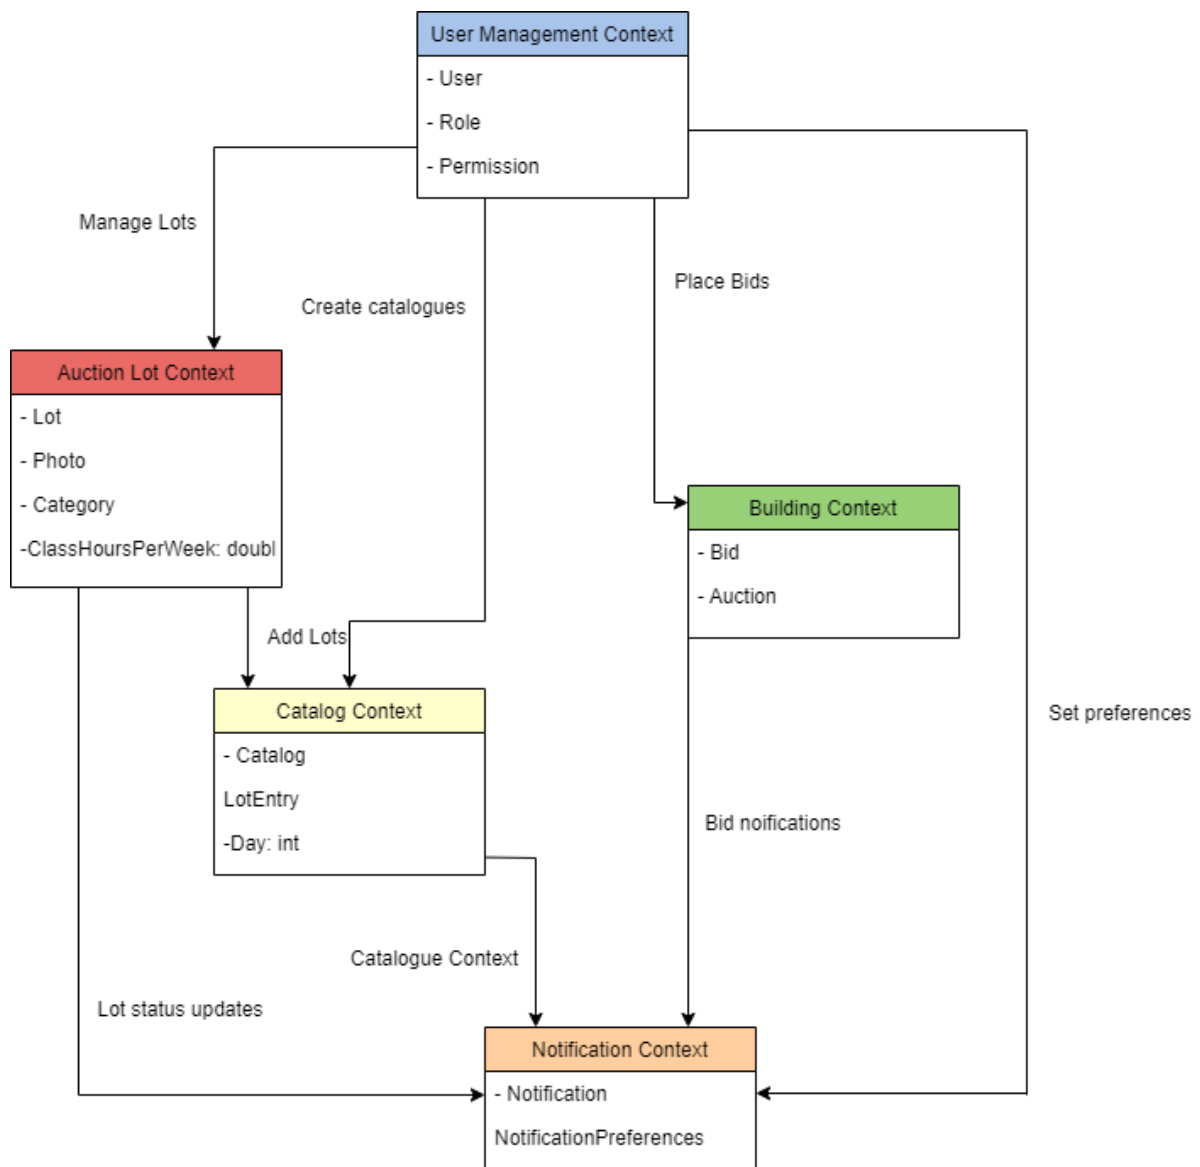 User Management Context
- User
- Role
- Permission
Manage Lots
Create catalogues
Place Bids
Auction Lot Context
- Lot
- Photo
- Category
-ClassHoursPerWeek: doubl
Building Context
- Bid
- Auction
Add Lots
Catalog Context
- Catalog
LotEntry
-Day: int
Set preferences
Bid noifications
Catalogue Context
Lot status updates
Notification Context
- Notification
NotificationPreferences